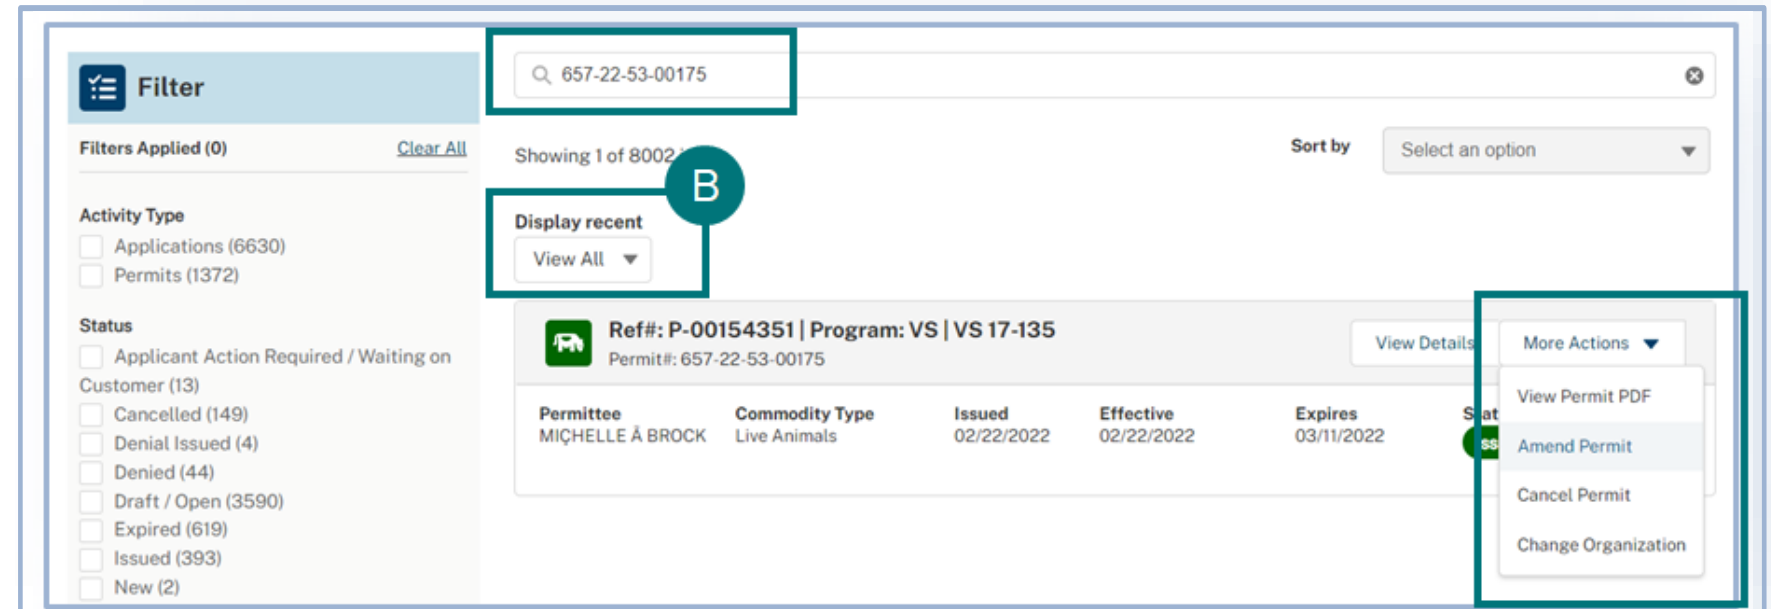 Filter
Filters Applied (0)
Clear All
Activity Type
Applications (6630)
Permits (1372)
Status
Applicant Action Required / Waiting on
Customer (13)
Cancelled (149)
Denial Issued (4)
Denied (44)
Draft / Open (3590)
Expired (619)
Issued (393)
New (2)
657-22-53-00175
Showing 1 of 8002
Sort by
Select an option
B
Display recent
View All
Ref#: P-00154351 | Program: VS | VS 17-135
Permit#: 657-22-53-00175
View Details
More Actions
Permittee
MIÇHELLE Å BROCK
Commodity Type
Live Animals
Issued
02/22/2022
Effective
02/22/2022
Expires
03/11/2022
View Permit PDF
Amend Permit
Cancel Permit
Change Organization